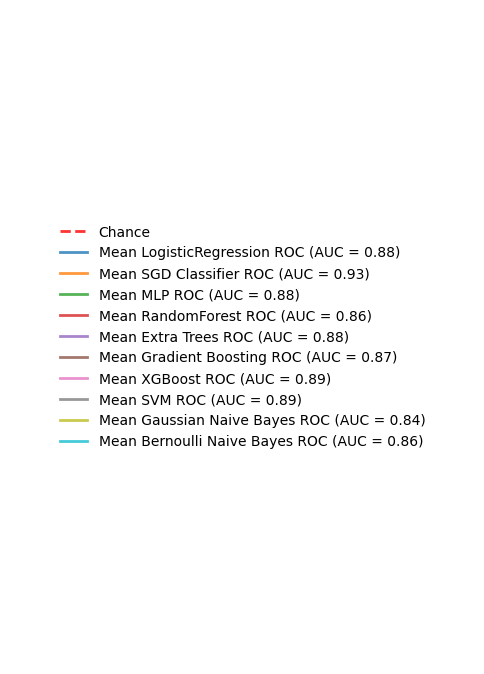 Chance
Mean LogisticRegression ROC (AUC = 0.88)
Mean SGD Classifier ROC (AUC = 0.93)
Mean MLP ROC (AUC = 0.88)
Mean RandomForest ROC (AUC = 0.86)
Mean Extra Trees ROC (AUC = 0.88)
Mean Gradient Boosting ROC (AUC = 0.87)
Mean XGBoost ROC (AUC = 0.89)
Mean SVM ROC (AUC = 0.89)
Mean Gaussian Naive Bayes ROC (AUC = 0.84)
Mean Bernoulli Naive Bayes ROC (AUC = 0.86)